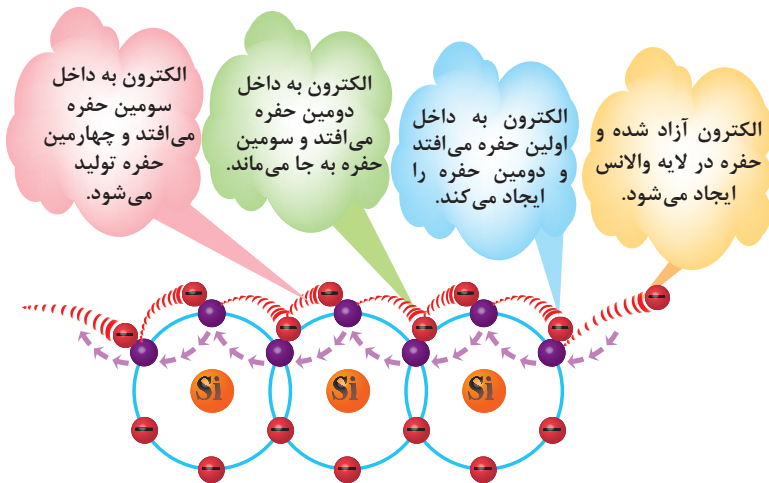 الکترون آزاد شده و
حفره در لایه والانس
ایجاد می‌شود.
الکترون به داخل
اولین حفره می‌افتد
و دومین حفره را
ایجاد می‌کند.
الکترون به داخل
دومین حفره
می‌افتد و سومین
حفره به جا می‌ماند.
الکترون به داخل
سومین حفره
می‌افتد و چهارمین
حفره تولید
می‌شود.
Si
Si
Si